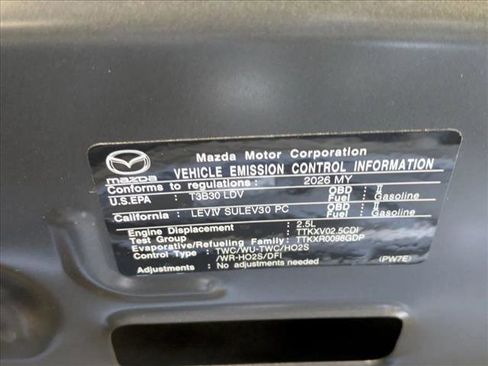 mazda
Mazda Motor Corporation
VEHICLE EMISSION CONTROL INFORMATION
Conforms to regulations : 2026 MY
U.S.EPA : T3B30 LDV OBD : II
Fuel : Gasoline
California : LEVIV SULEV30 PC OBD : II
Fuel : Gasoline
Engine Displacement : 2.5L
Test Group : TTKXV02.5CDI
Evaporative/Refueling Family : TTKXR0098GDP
Control Type : TWC/WU-TWC/HO2S
/WR-HO2S/DFI
Adjustments : No adjustments needed. (PW7E)